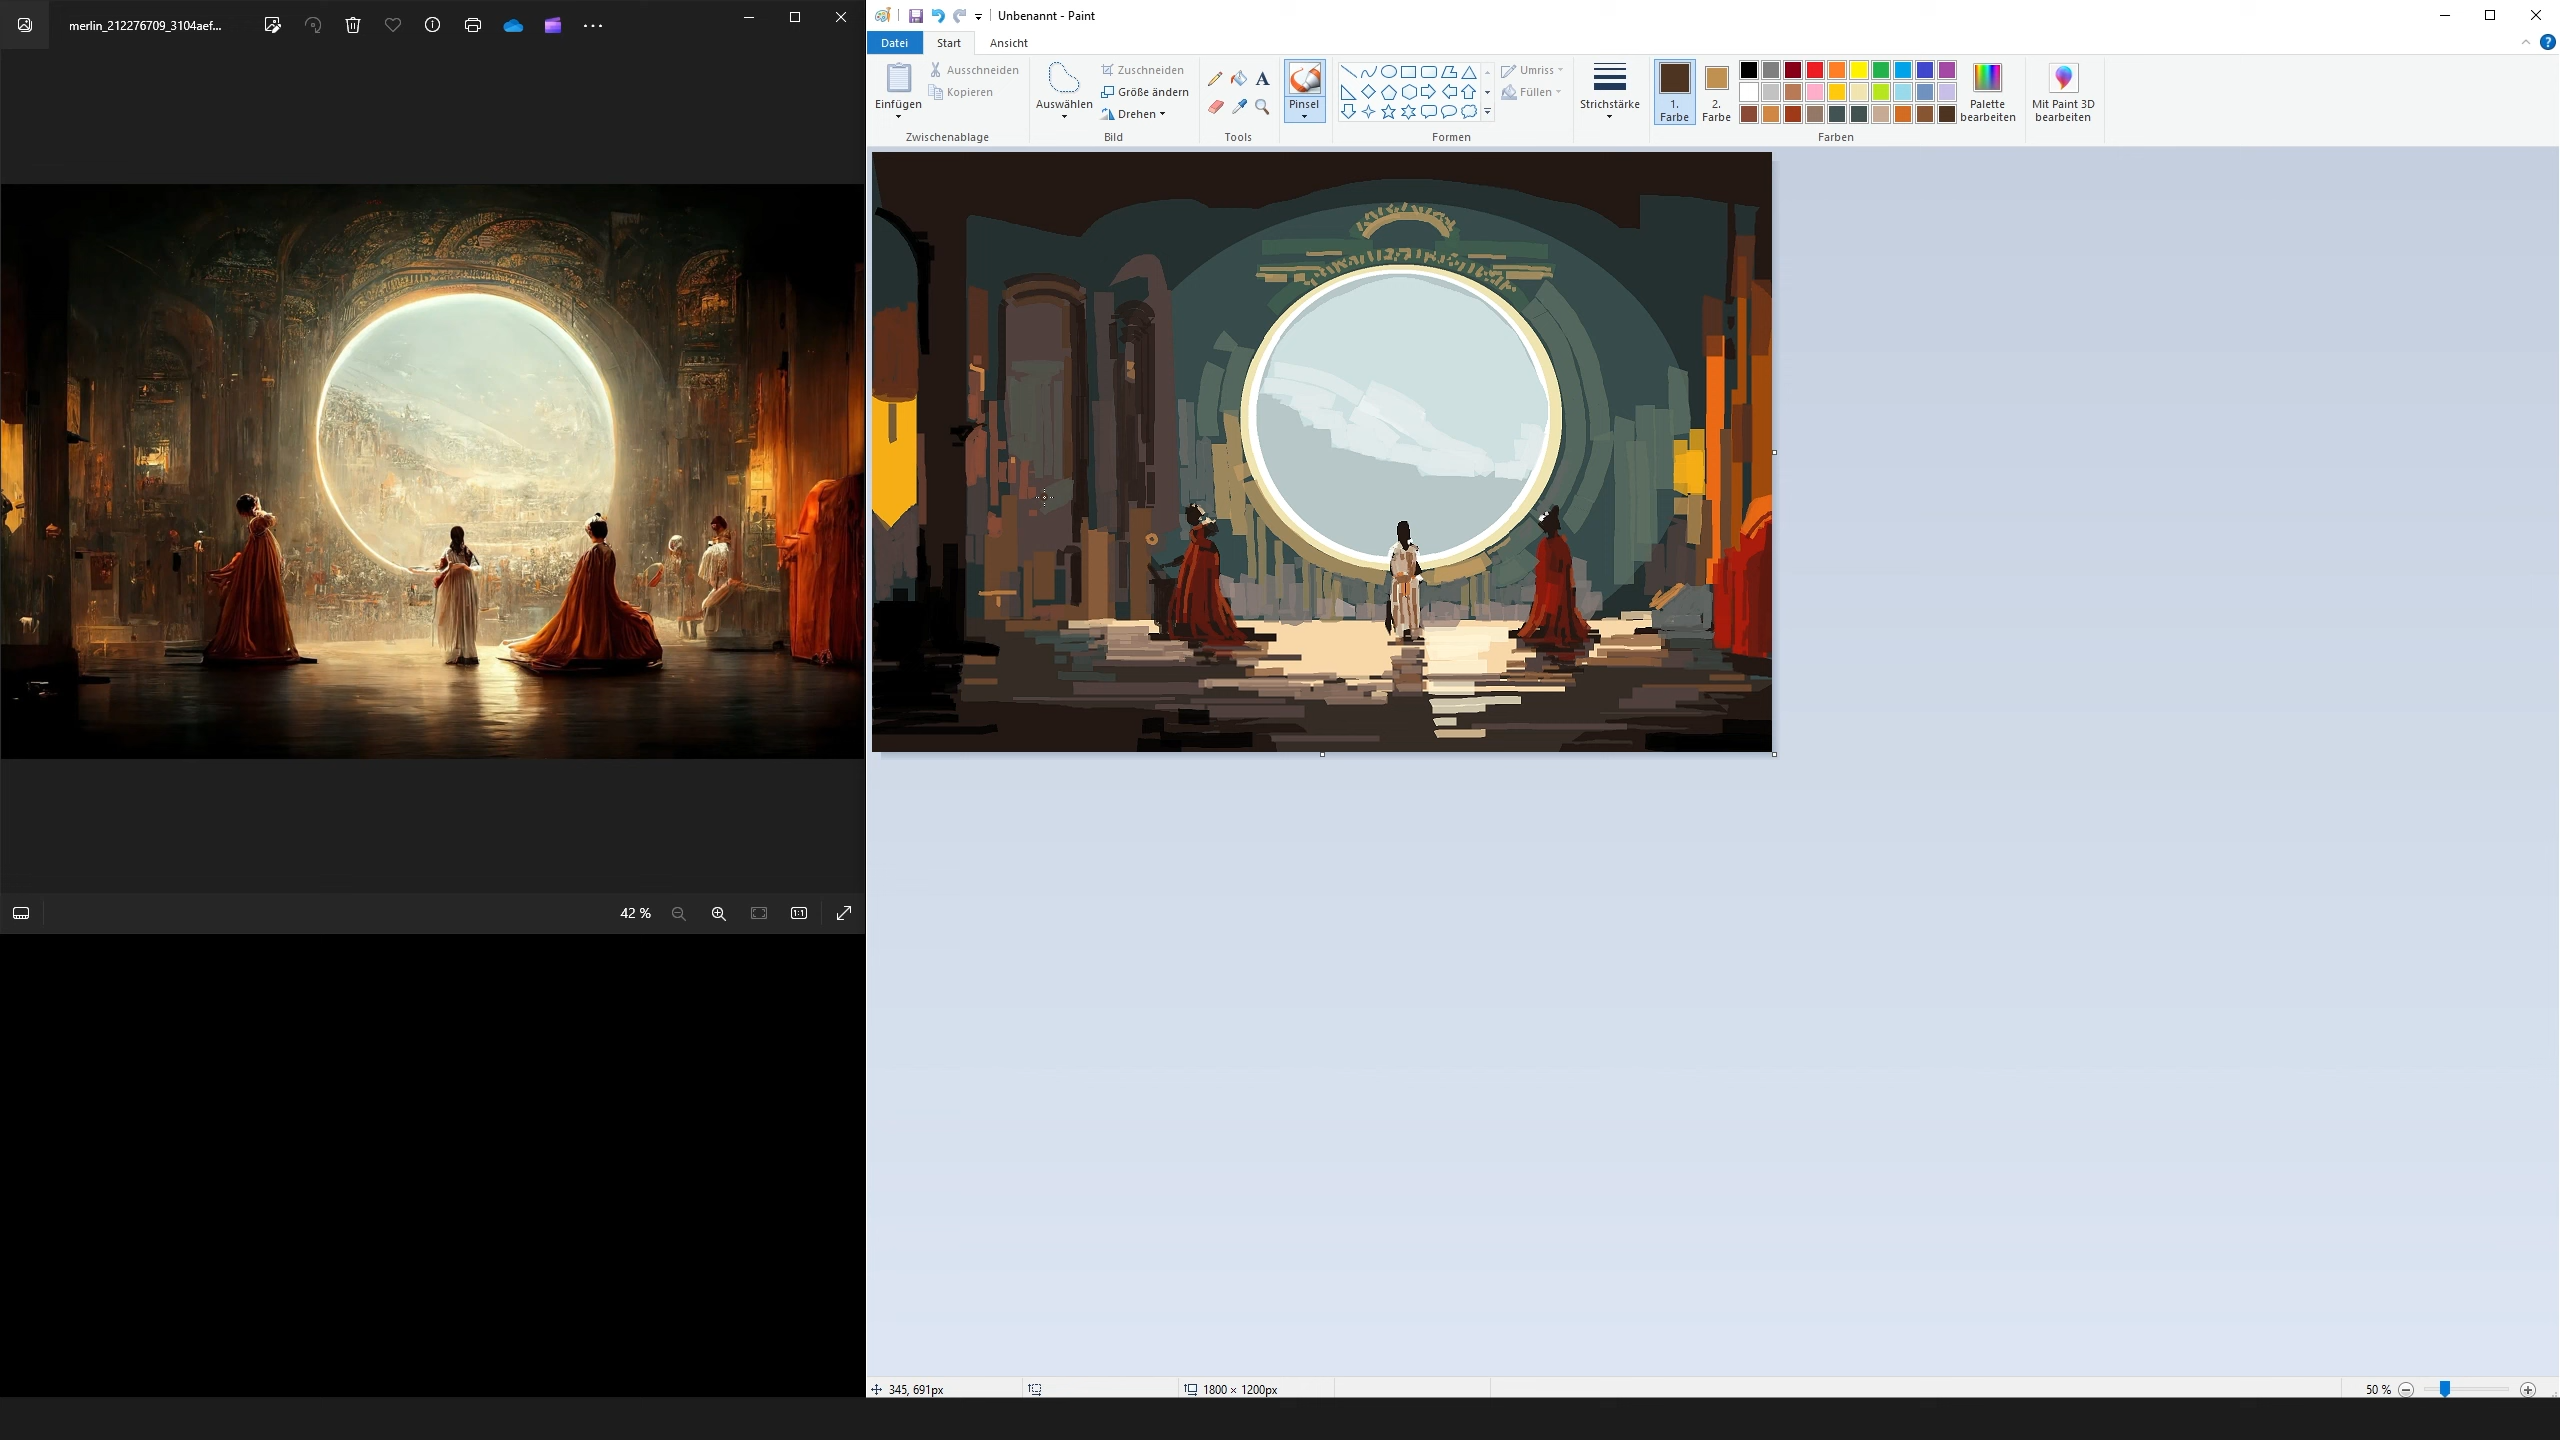 merlin_212276709_3104aef...
42 %
Unbenannt - Paint
Datei
Start
Ansicht
Einfügen
Ausschneiden
Kopieren
Zwischenablage
Auswählen
Zuschneiden
Größe ändern
Drehen
Bild
A
Tools
Pinsel
Formen
Umriss
Füllen
Strichstärke
1.
Farbe
2.
Farbe
Farben
Palette
bearbeiten
Mit Paint 3D
bearbeiten
345, 691px
1800 × 1200px
50 %